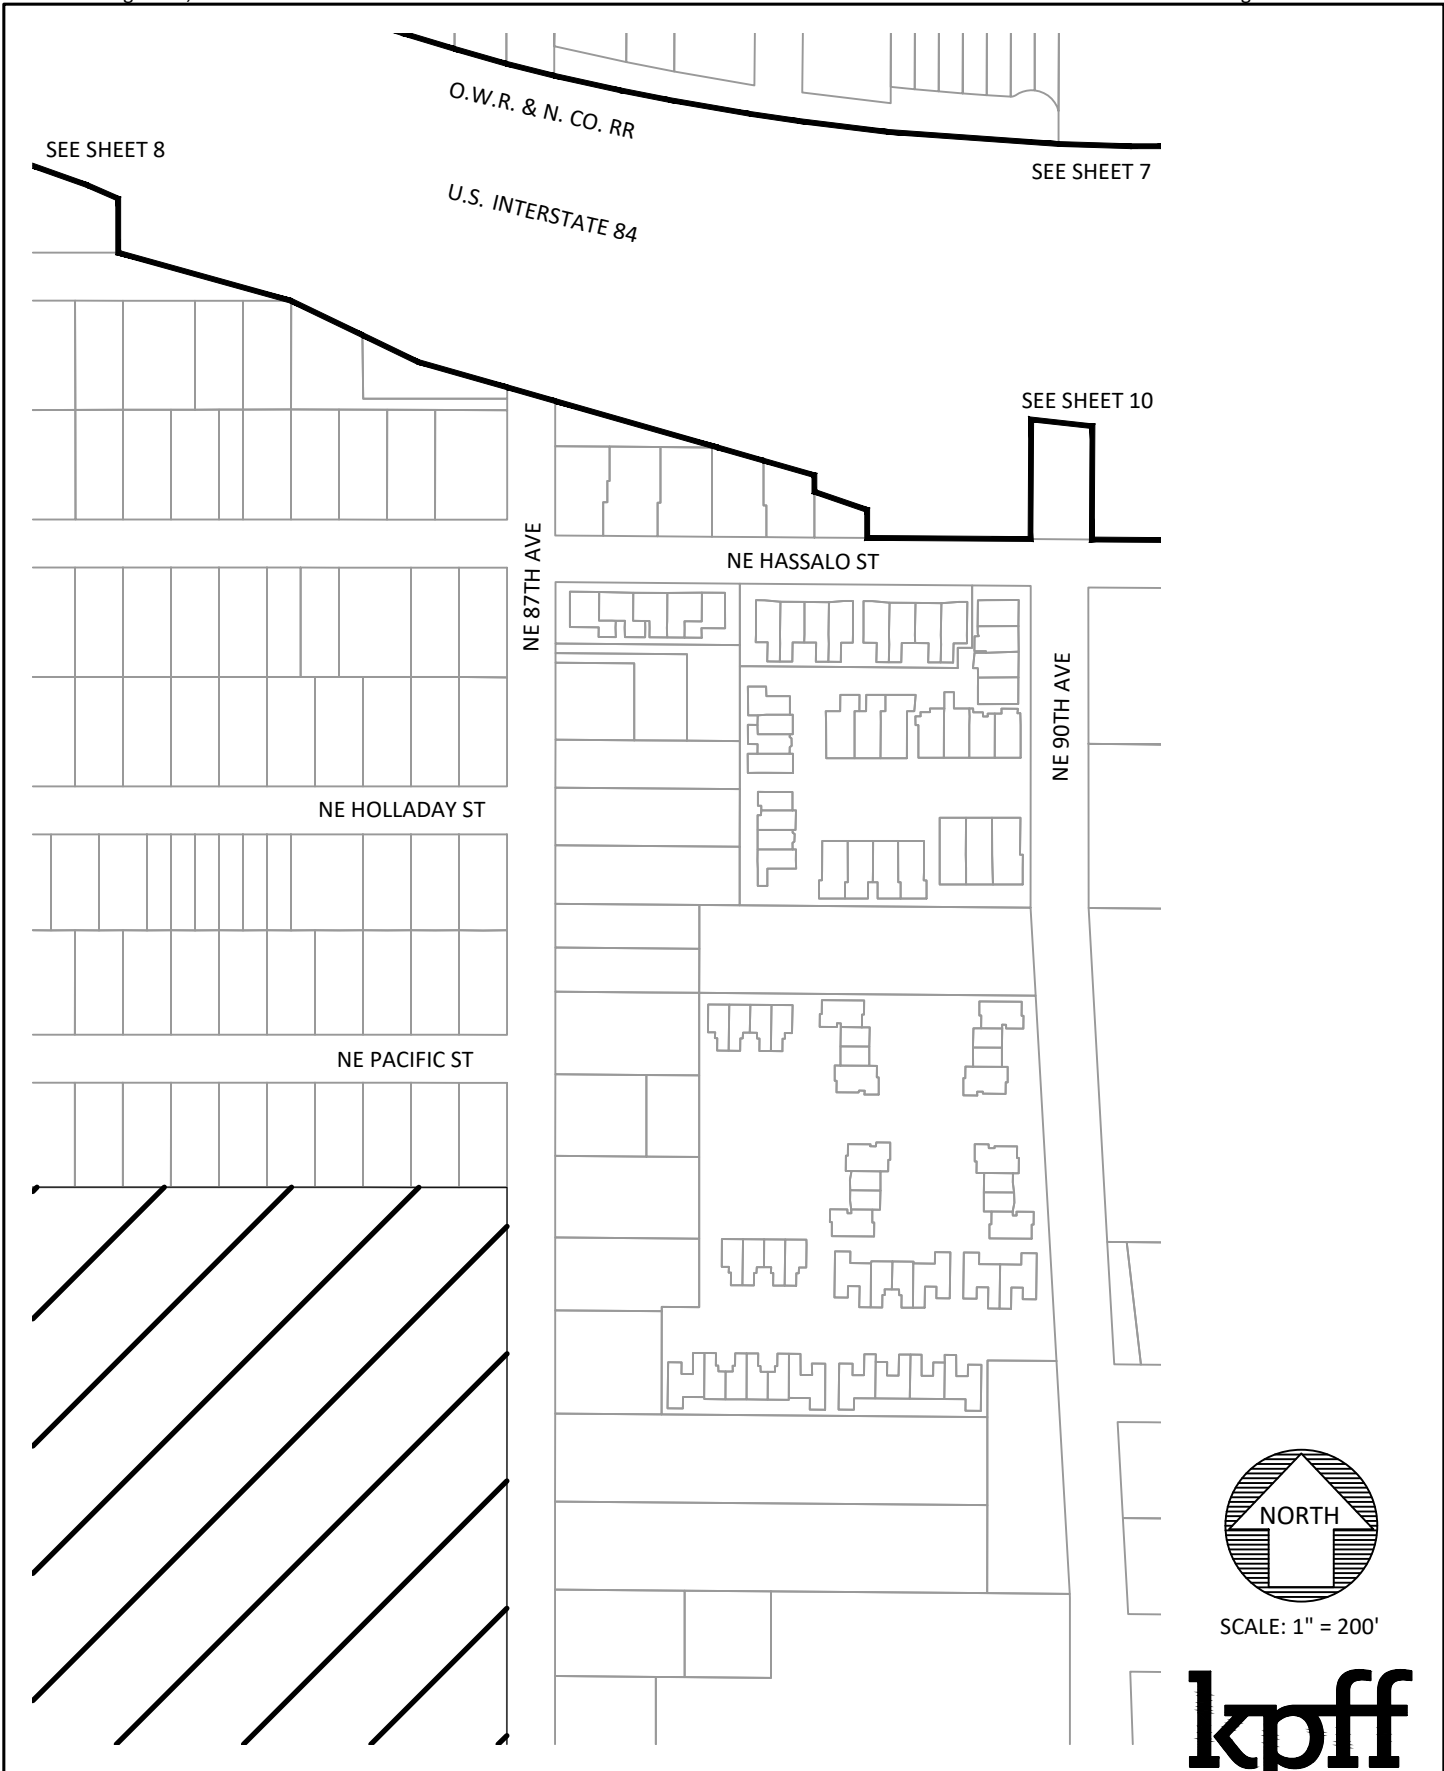 O.W.R. & N. CO. RR
SEE SHEET 8
SEE SHEET 7
U.S. INTERSTATE 84
SEE SHEET 10
NE HASSALO ST
NE 87TH AVE
NE 90TH AVE
NE HOLLADAY ST
NE PACIFIC ST
NORTH
SCALE: 1" = 200'
kpff